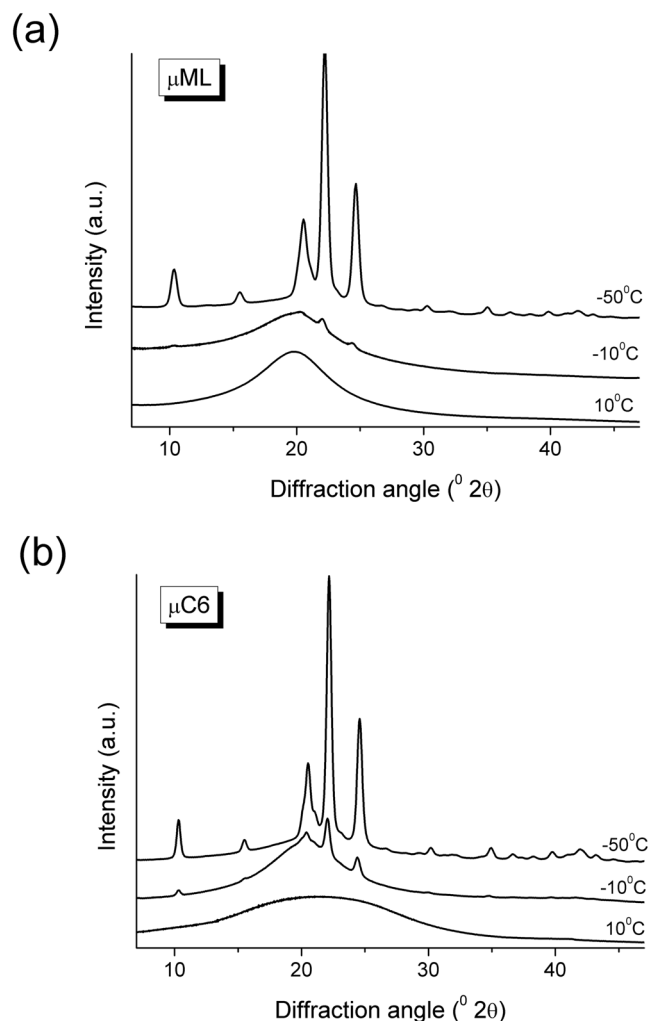 (a)
μML
Intensity (a.u.)
-50⁰C
-10⁰C
10⁰C
10 20 30 40
Diffraction angle (⁰ 2θ)
(b)
μC6
Intensity (a.u.)
-50⁰C
-10⁰C
10⁰C
10 20 30 40
Diffraction angle (⁰ 2θ)